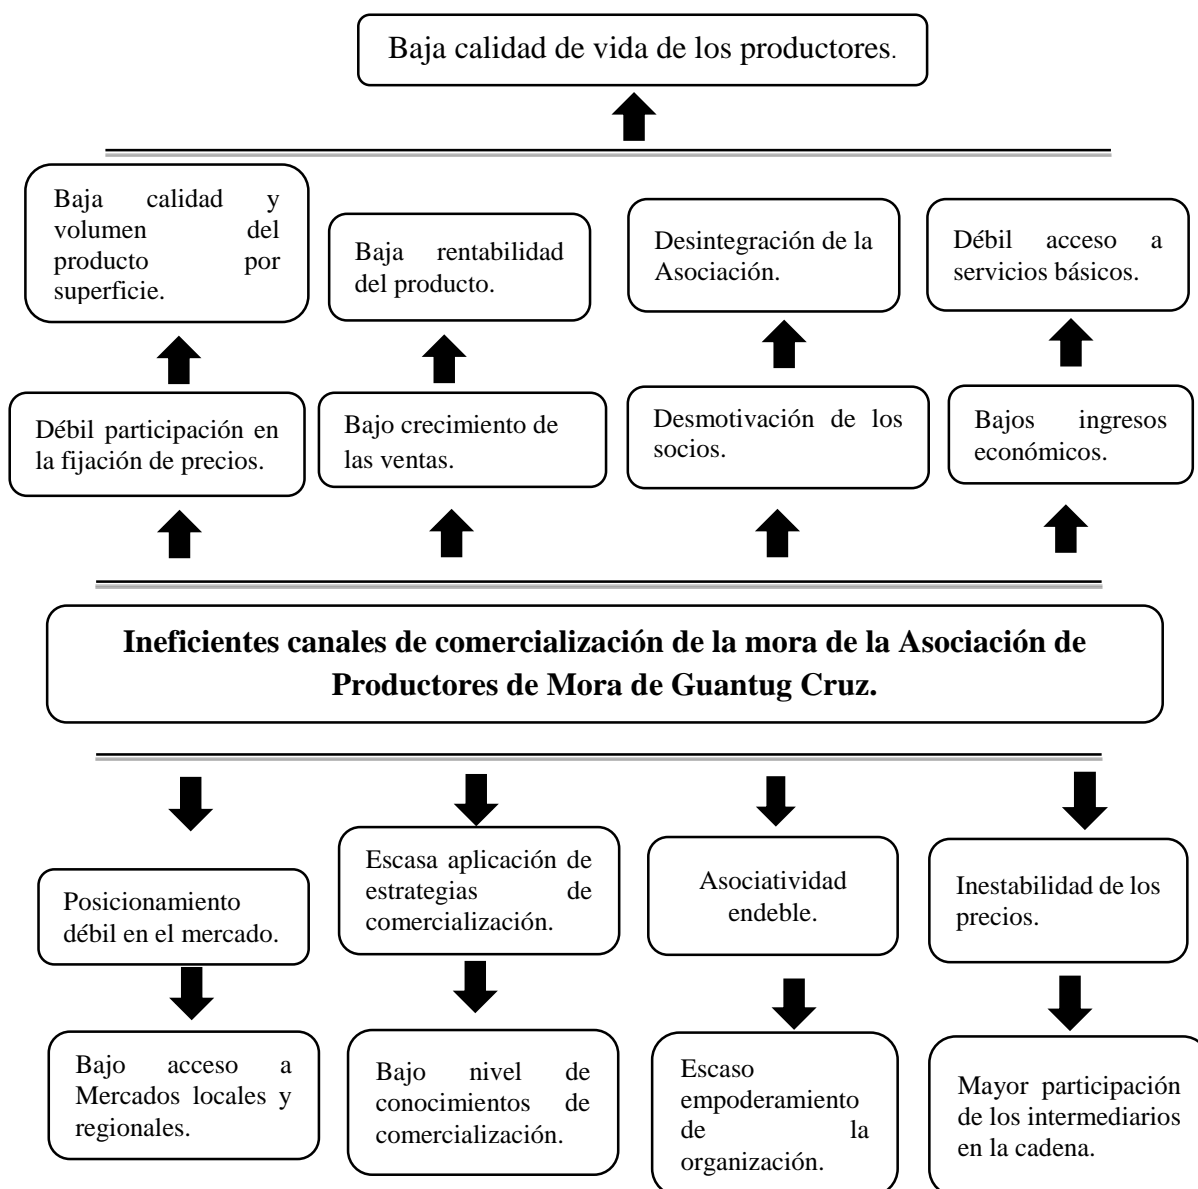 Baja calidad de vida de los productores.
Baja calidad y
volumen del
producto por
superficie.
Baja rentabilidad
del producto.
Desintegración de la
Asociación.
Débil acceso a
servicios básicos.
Débil participación en
la fijación de precios.
Bajo crecimiento de
las ventas.
Desmotivación de los
socios.
Bajos ingresos
económicos.
Ineficientes canales de comercialización de la mora de la Asociación de
Productores de Mora de Guantug Cruz.
Posicionamiento
débil en el mercado.
Escasa aplicación de
estrategias de
comercialización.
Asociatividad
endeble.
Inestabilidad de los
precios.
Bajo acceso a
Mercados locales y
regionales.
Bajo nivel de
conocimientos de
comercialización.
Escaso
empoderamiento
de la
organización.
Mayor participación
de los intermediarios
en la cadena.